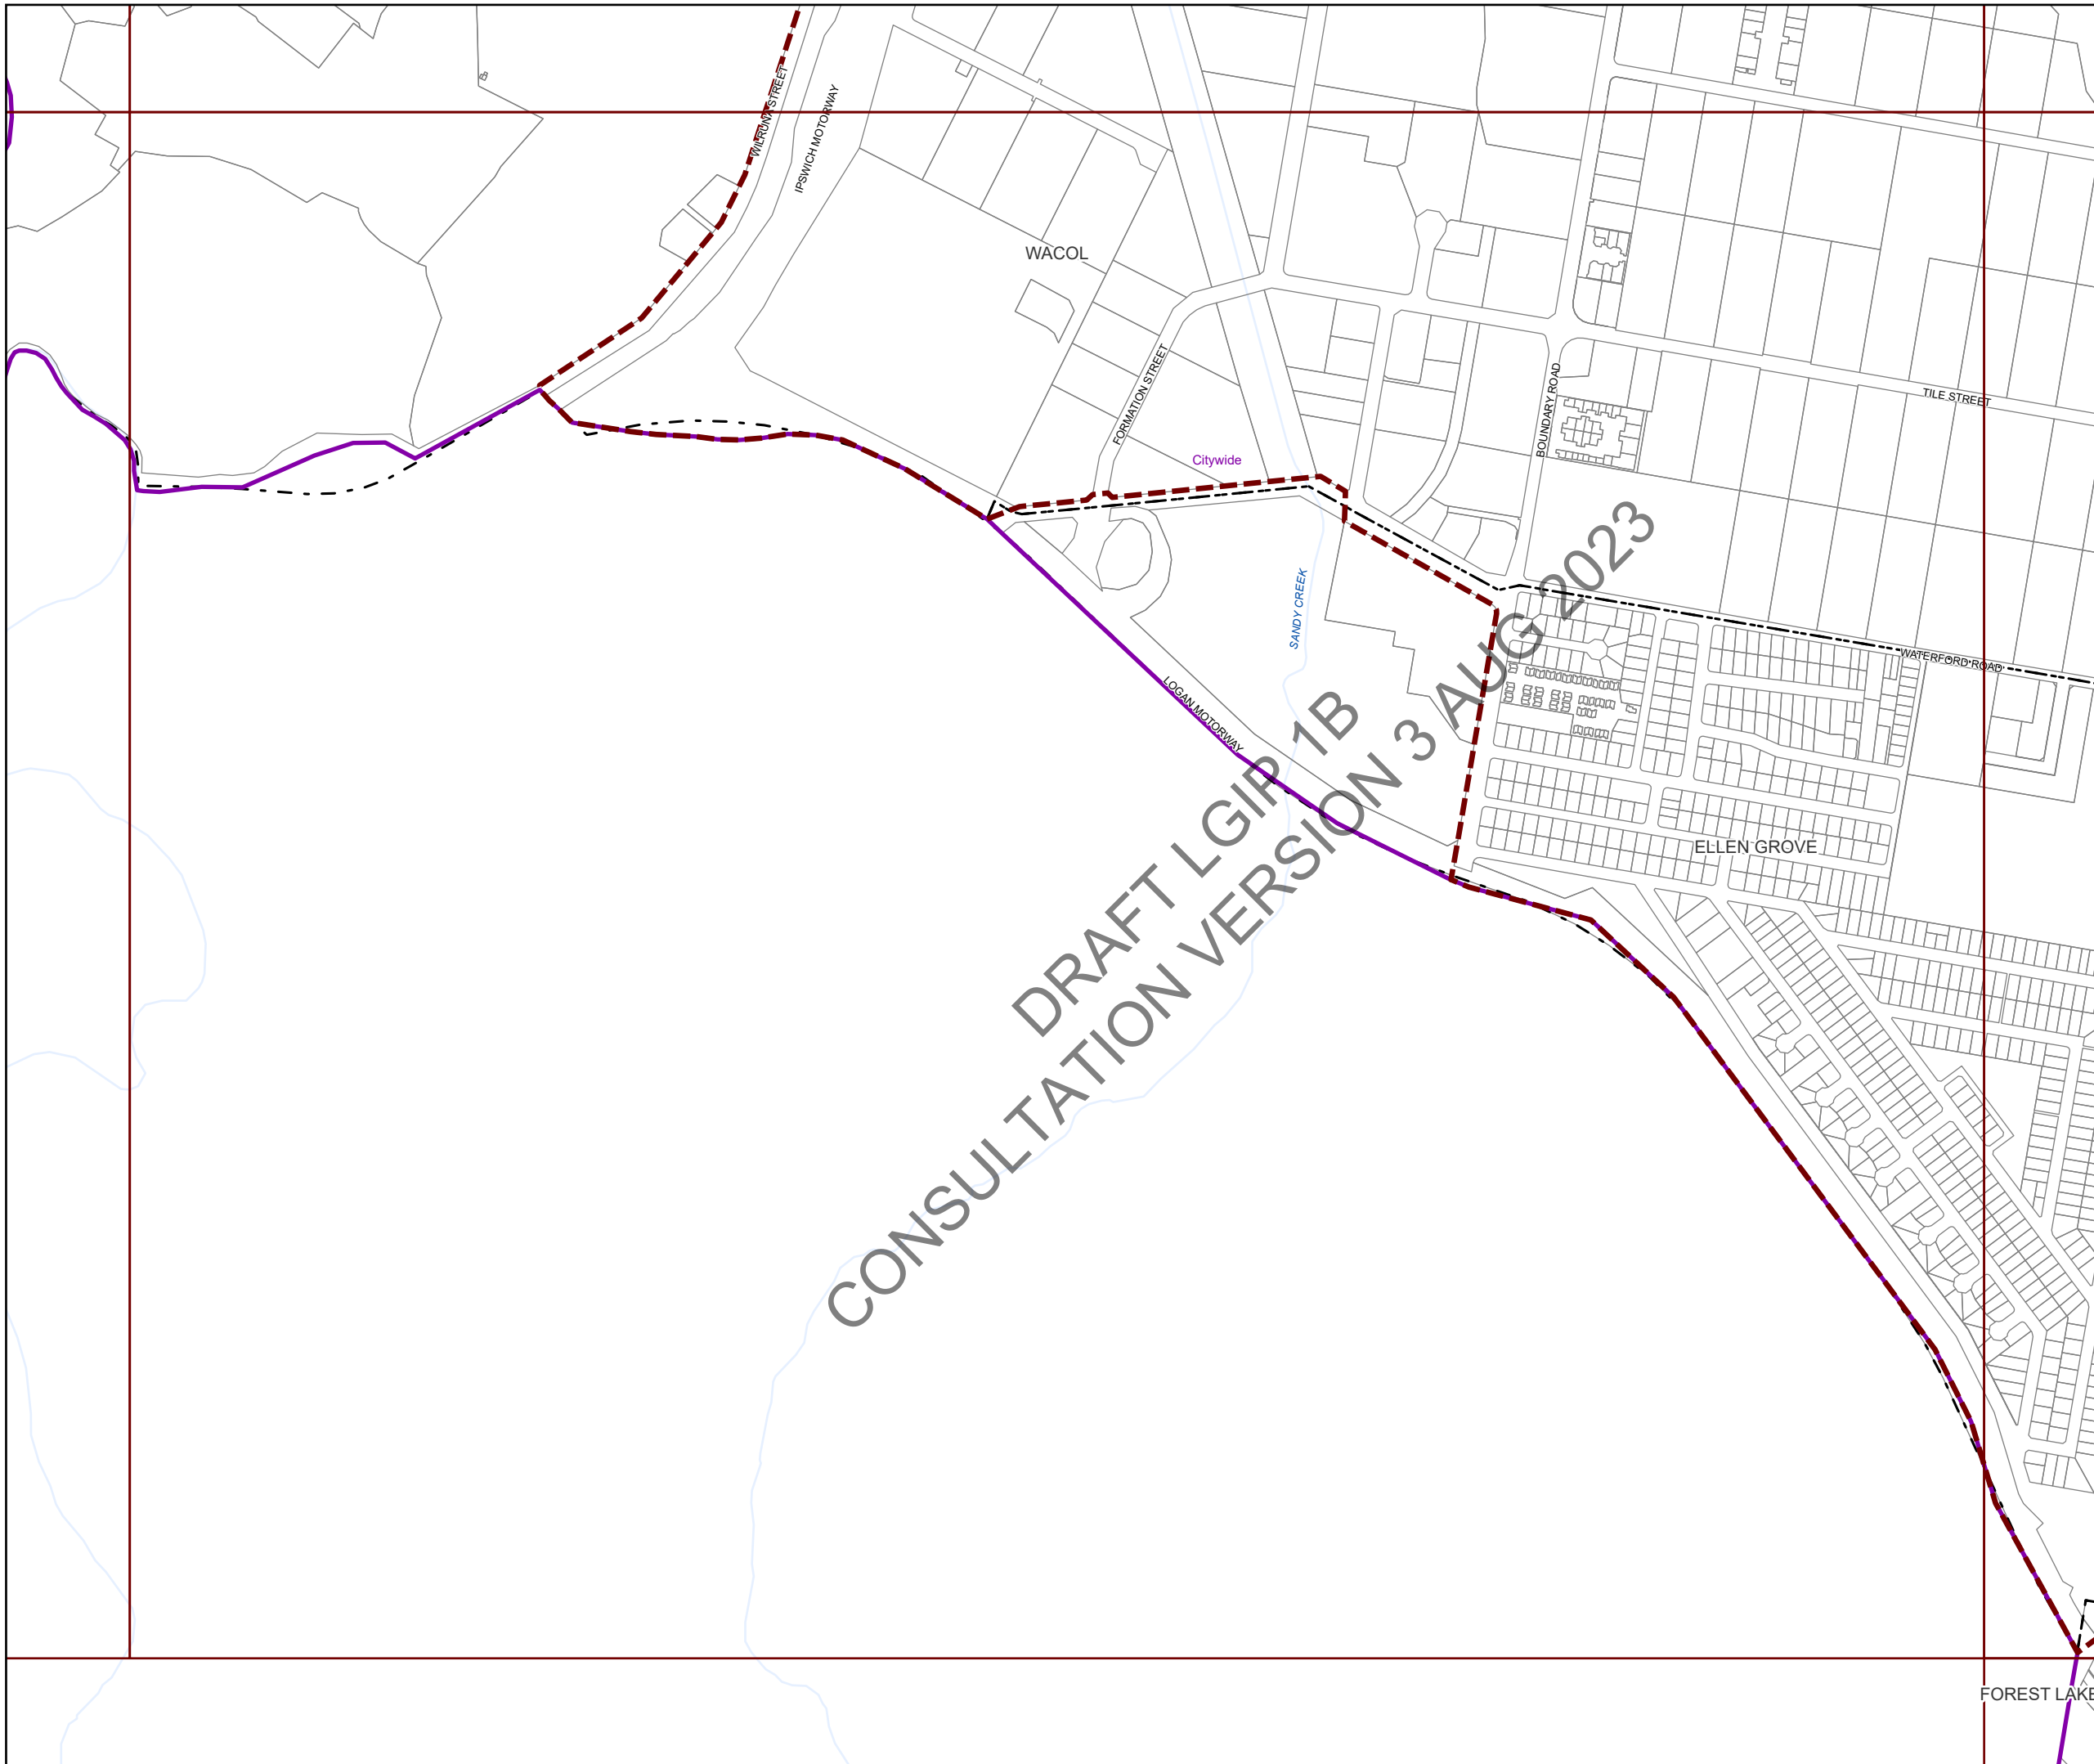 WILRUNA STREET
IPSWICH MOTORWAY
WACOL
FORMATION STREET
BOUNDARY ROAD
TILE STREET
Citywide
SANDY CREEK
WATERFORD ROAD
LOGAN MOTORWAY
ELLEN GROVE
DRAFT LGIP 1B
CONSULTATION VERSION 3 AUG 2023
FOREST LAKE